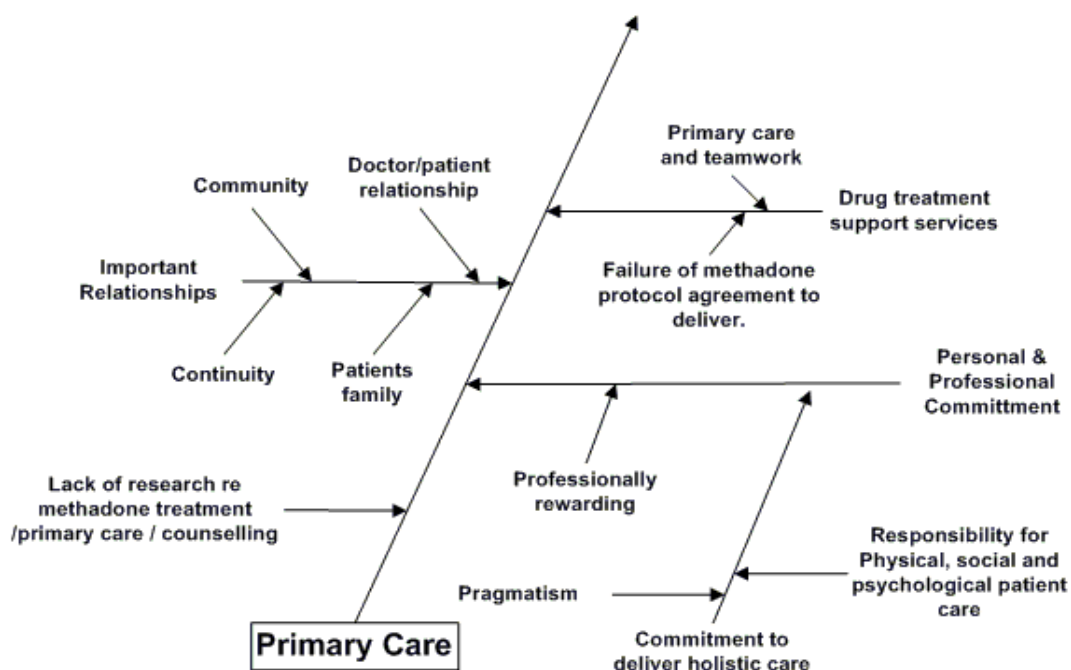 Primary care
and teamwork
Doctor/patient
relationship
Community
Drug treatment
support services
Important
Relationships
Failure of methadone
protocol agreement to
deliver.
Continuity
Patients
family
Personal &
Professional
Committment
Professionally
rewarding
Lack of research re
methadone treatment
/primary care / counselling
Responsibility for
Physical, social and
psychological patient
care
Pragmatism
Primary Care
Commitment to
deliver holistic care